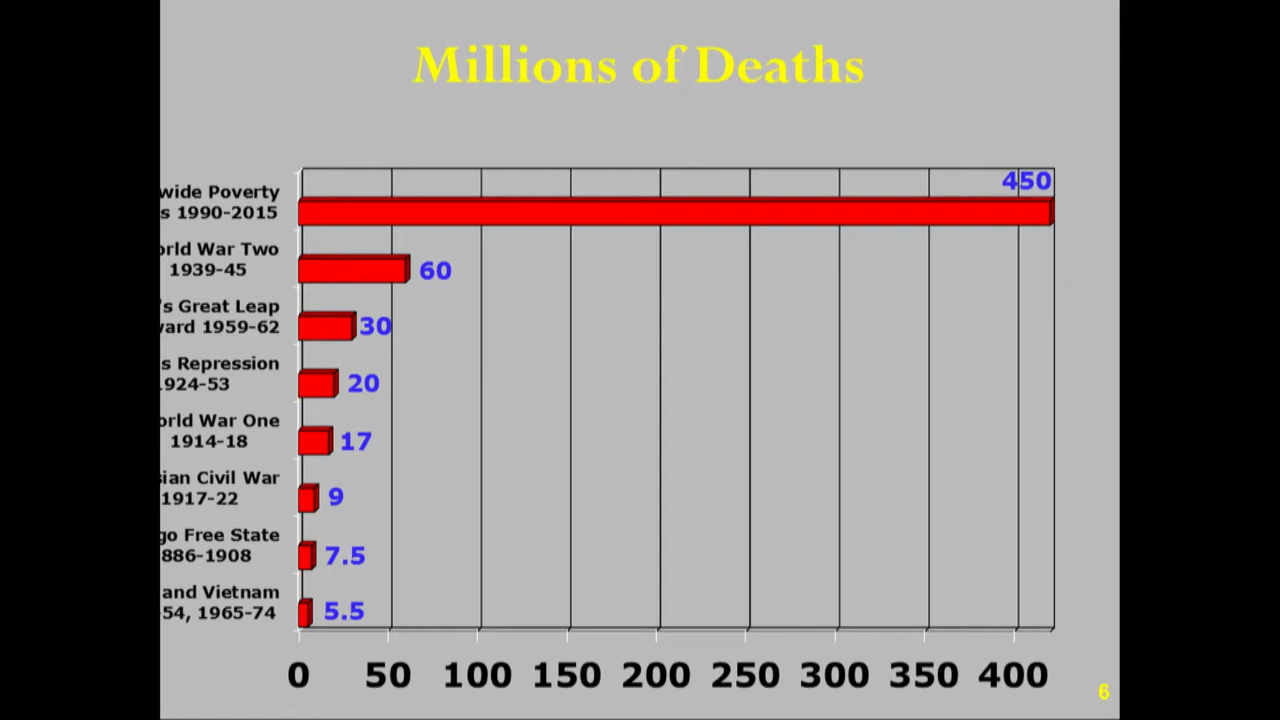 Millions of Deaths
450
wide Poverty
s 1990-2015
orld War Two
1939-45
60
's Great Leap
ward 1959-62
30
s Repression
1924-53
20
orld War One
1914-18
17
sian Civil War
1917-22
9
go Free State
886-1908
7.5
and Vietnam
54, 1965-74
5.5
0 50 100 150 200 250 300 350 400
6